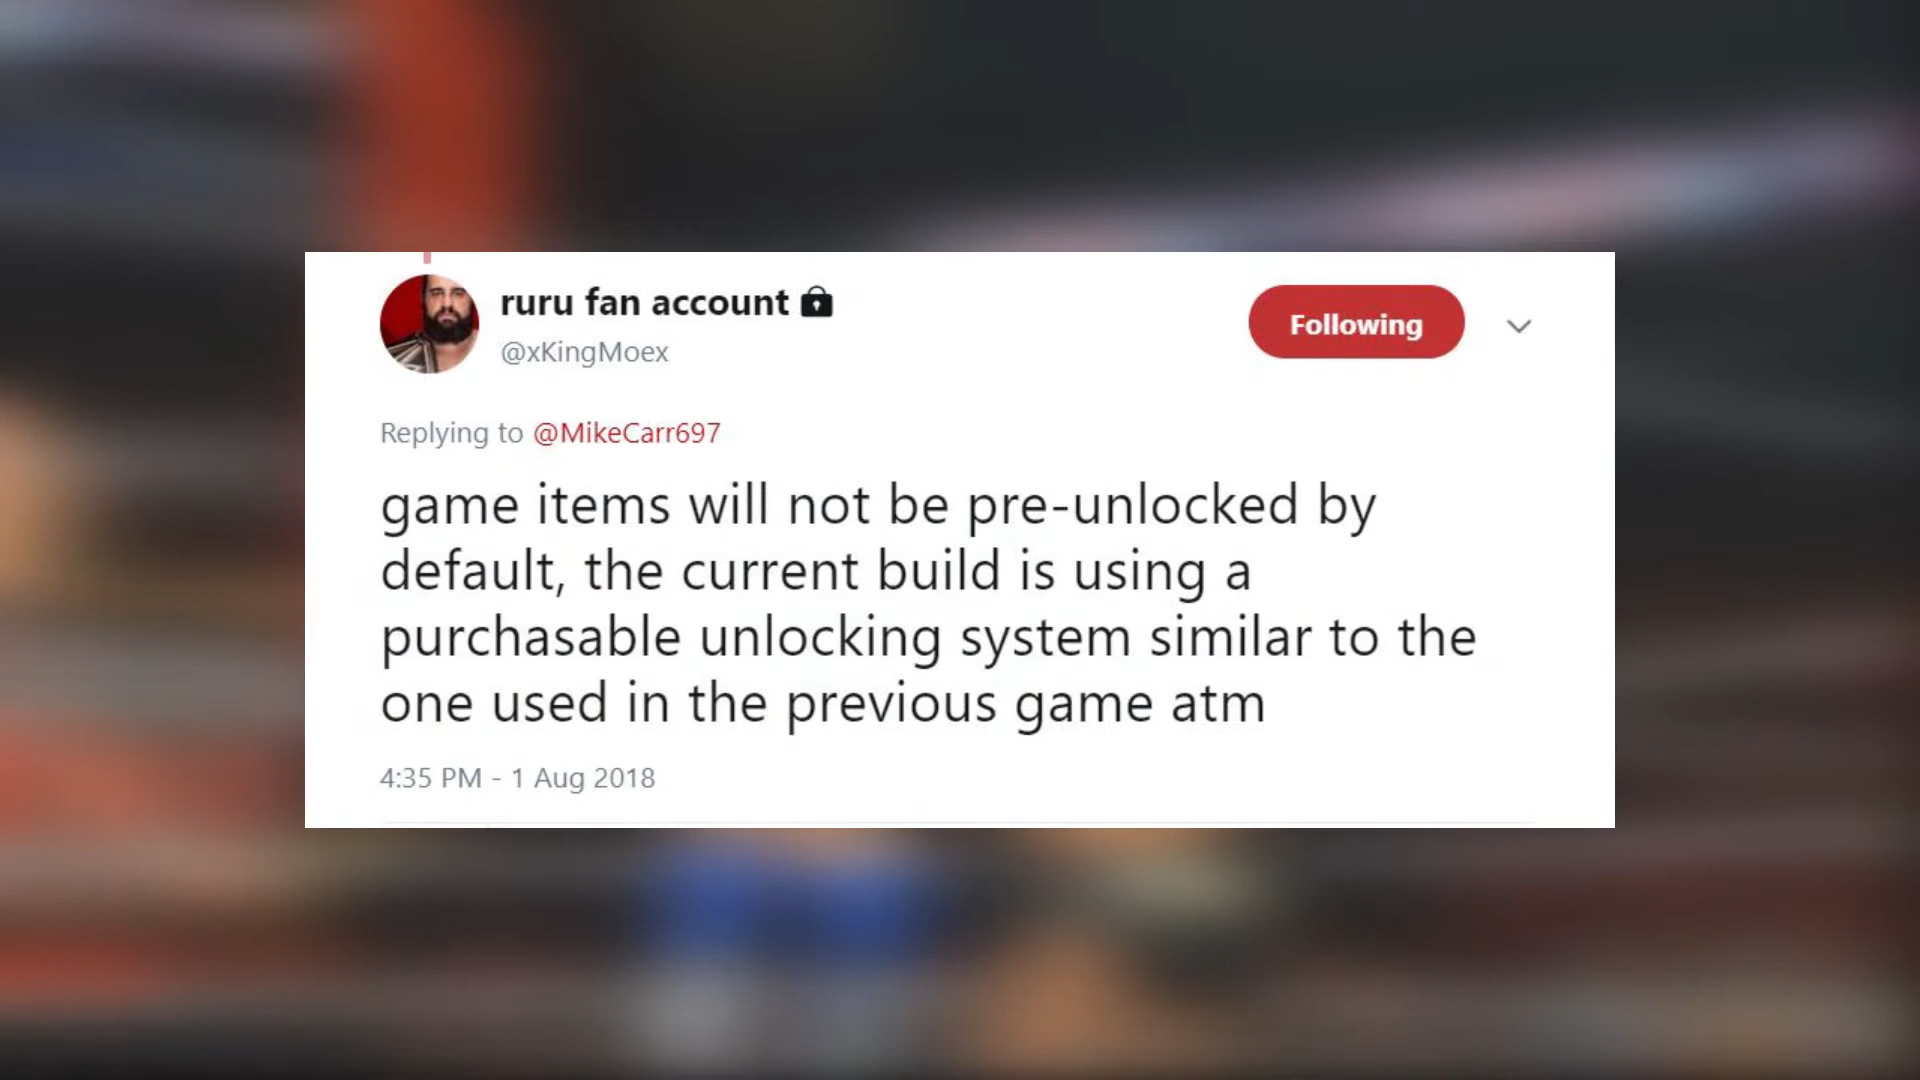 ruru fan account
@xKingMoex
Following
Replying to @MikeCarr697
game items will not be pre-unlocked by
default, the current build is using a
purchasable unlocking system similar to the
one used in the previous game atm
4:35 PM - 1 Aug 2018